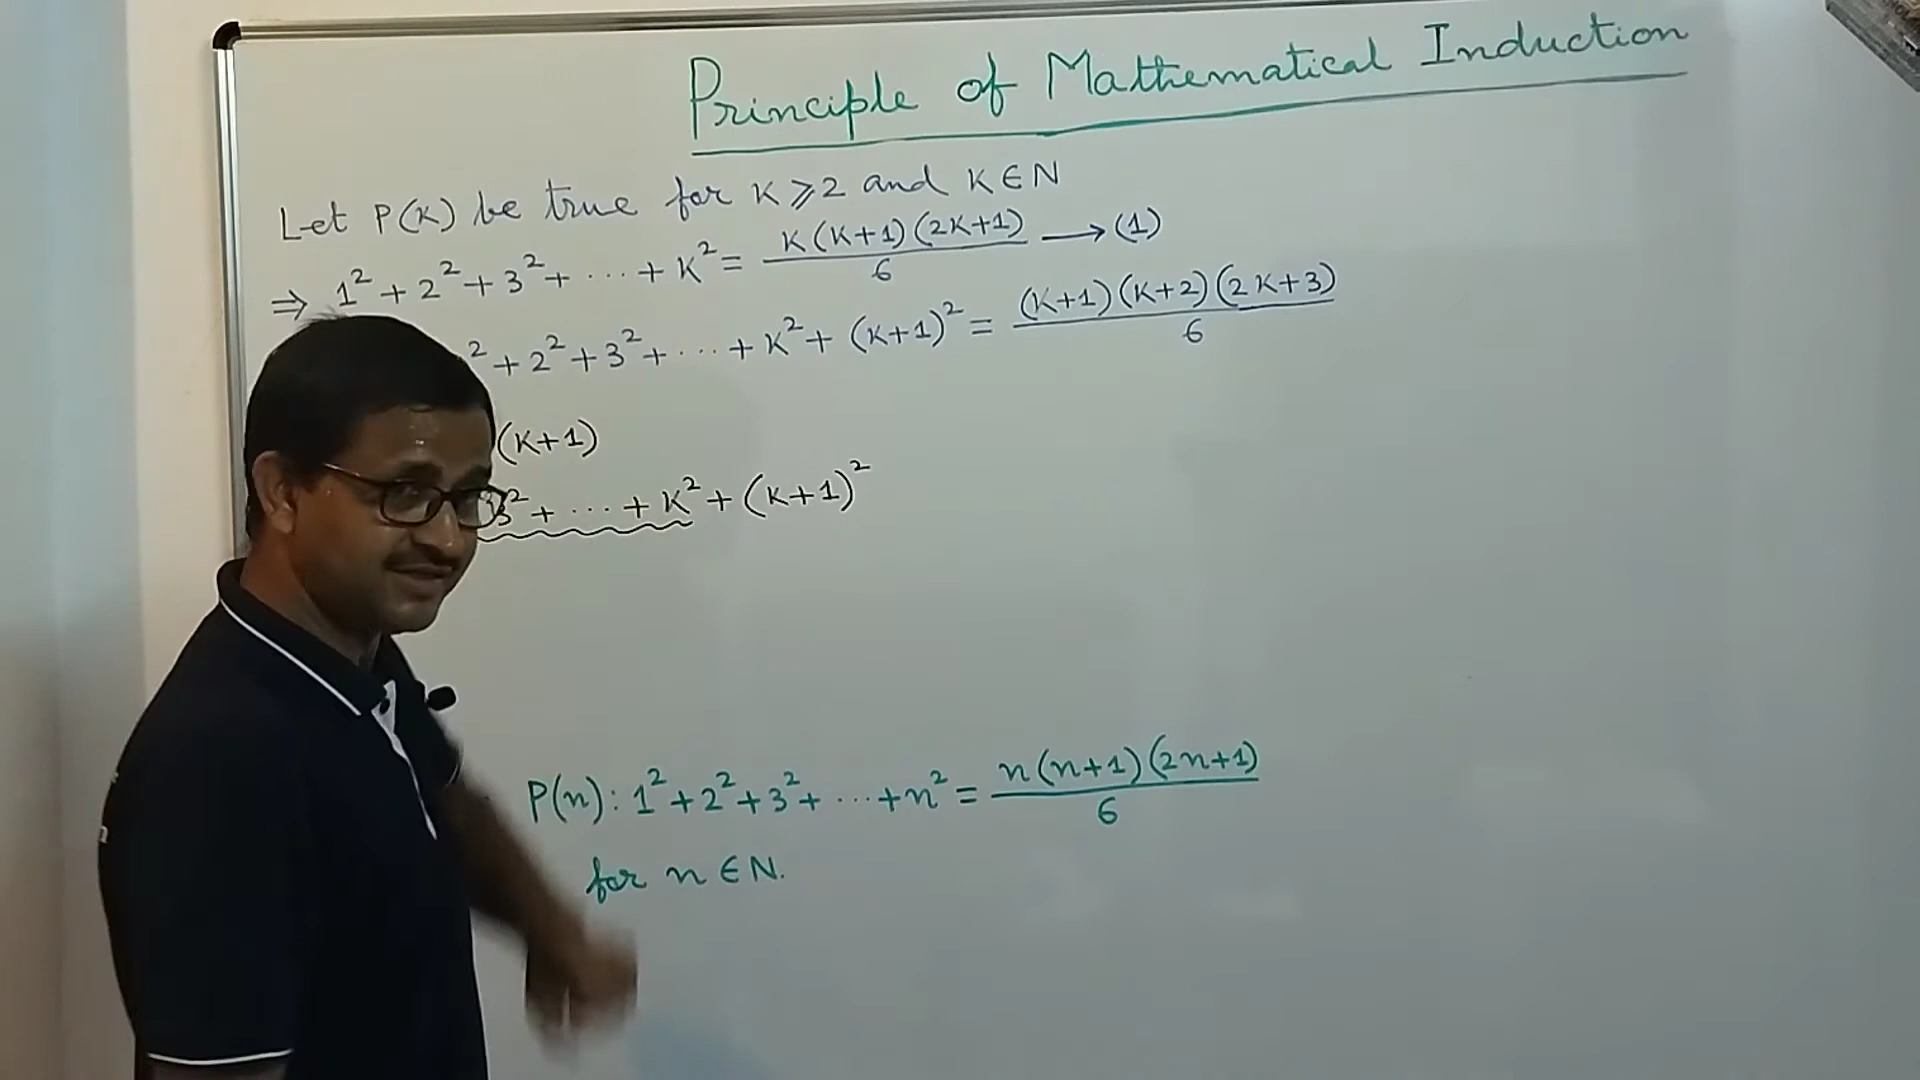 Principle of Mathematical Induction
Let P(K) be true for K ⩾ 2 and K ∈ N
⇒ 1² + 2² + 3² + ··· + K² = K(K+1)(2K+1)/6 ⟶ (1)
² + 2² + 3² + ··· + K² + (K+1)² = (K+1)(K+2)(2K+3)/6
(K+1)
3² + ··· + K² + (K+1)²
P(n): 1² + 2² + 3² + ··· + n² = n(n+1)(2n+1)/6
for n ∈ N.